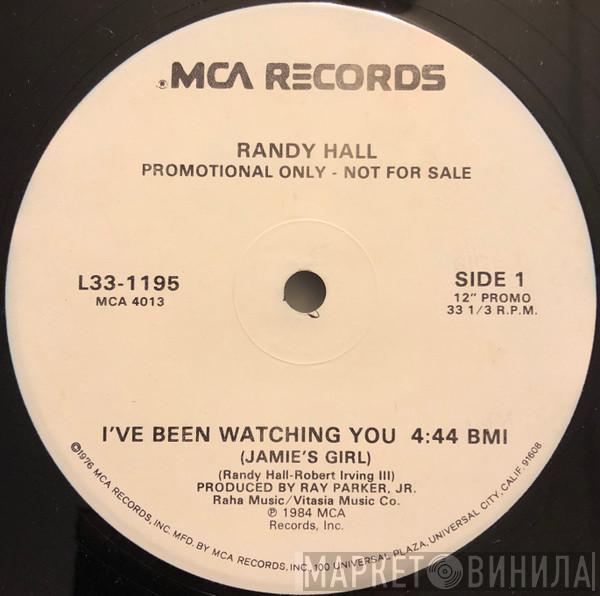 MCA RECORDS
RANDY HALL
PROMOTIONAL ONLY - NOT FOR SALE
L33-1195
MCA 4013
SIDE 1
12" PROMO
33 1/3 R.P.M.
I'VE BEEN WATCHING YOU 4:44 BMI
(JAMIE'S GIRL)
(Randy Hall-Robert Irving III)
PRODUCED BY RAY PARKER, JR.
Raha Music/Vitasia Music Co.
℗ 1984 MCA
Records, Inc.
©1976 MCA RECORDS, INC. MFD. BY MCA RECORDS, INC., 100 UNIVERSAL PLAZA, UNIVERSAL CITY, CALIF. 91608
МАРКЕТ ВИНИЛА